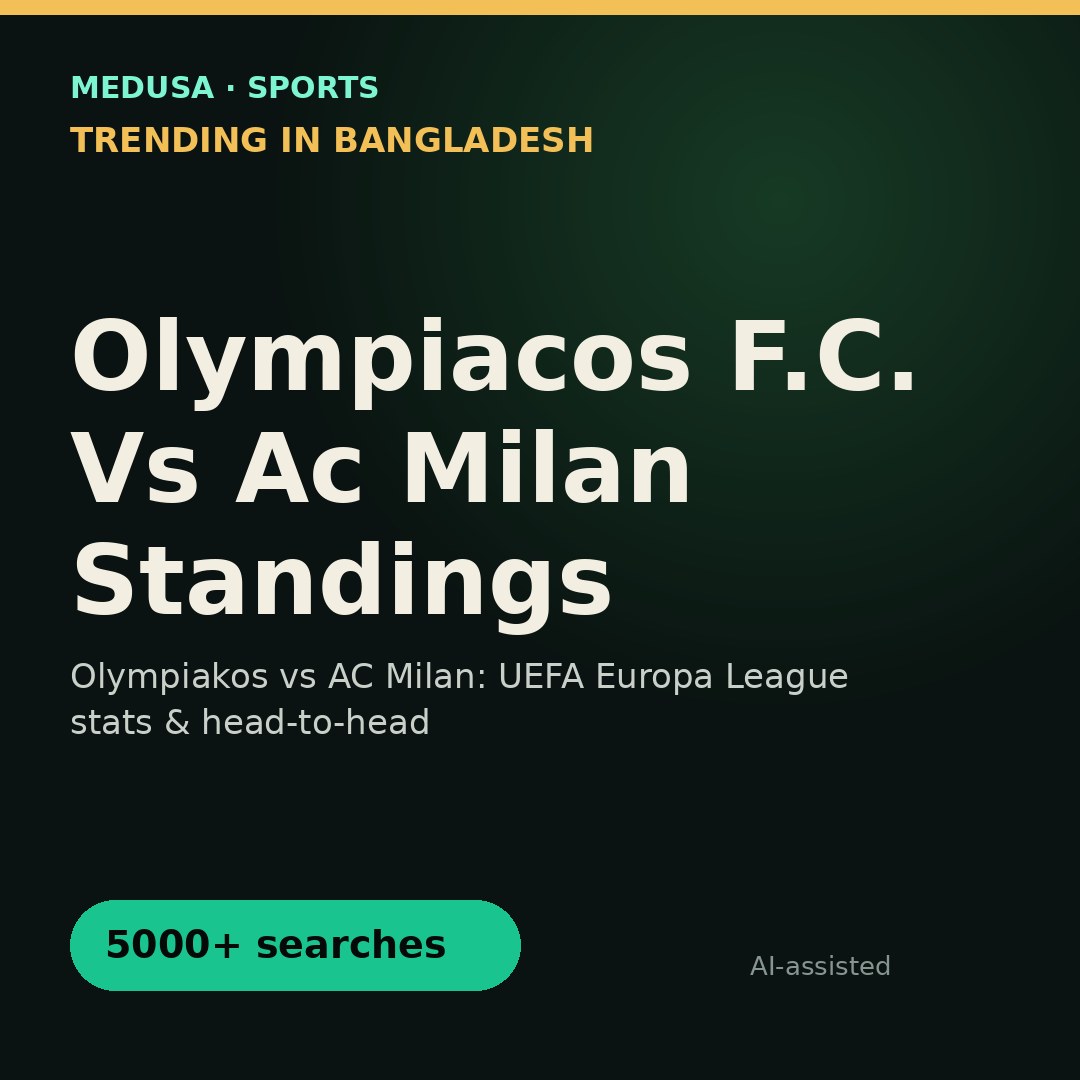 MEDUSA · SPORTS
TRENDING IN BANGLADESH
Olympiacos F.C.
Vs Ac Milan
Standings
Olympiakos vs AC Milan: UEFA Europa League
stats & head-to-head
5000+ searches
AI-assisted